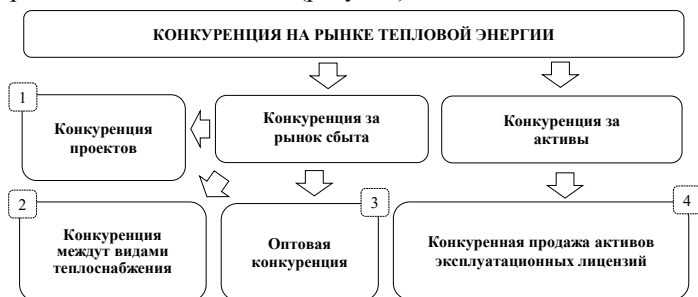 КОНКУРЕНЦИЯ НА РЫНКЕ ТЕПЛОВОЙ ЭНЕРГИИ
1
Конкуренция
проектов
Конкуренция за
рынок сбыта
Конкуренция за
активы
2
Конкуренция
междут видами
теплоснабжения
3
Оптовая
конкуренция
4
Конкуренная продажа активов
эксплуатационных лицензий